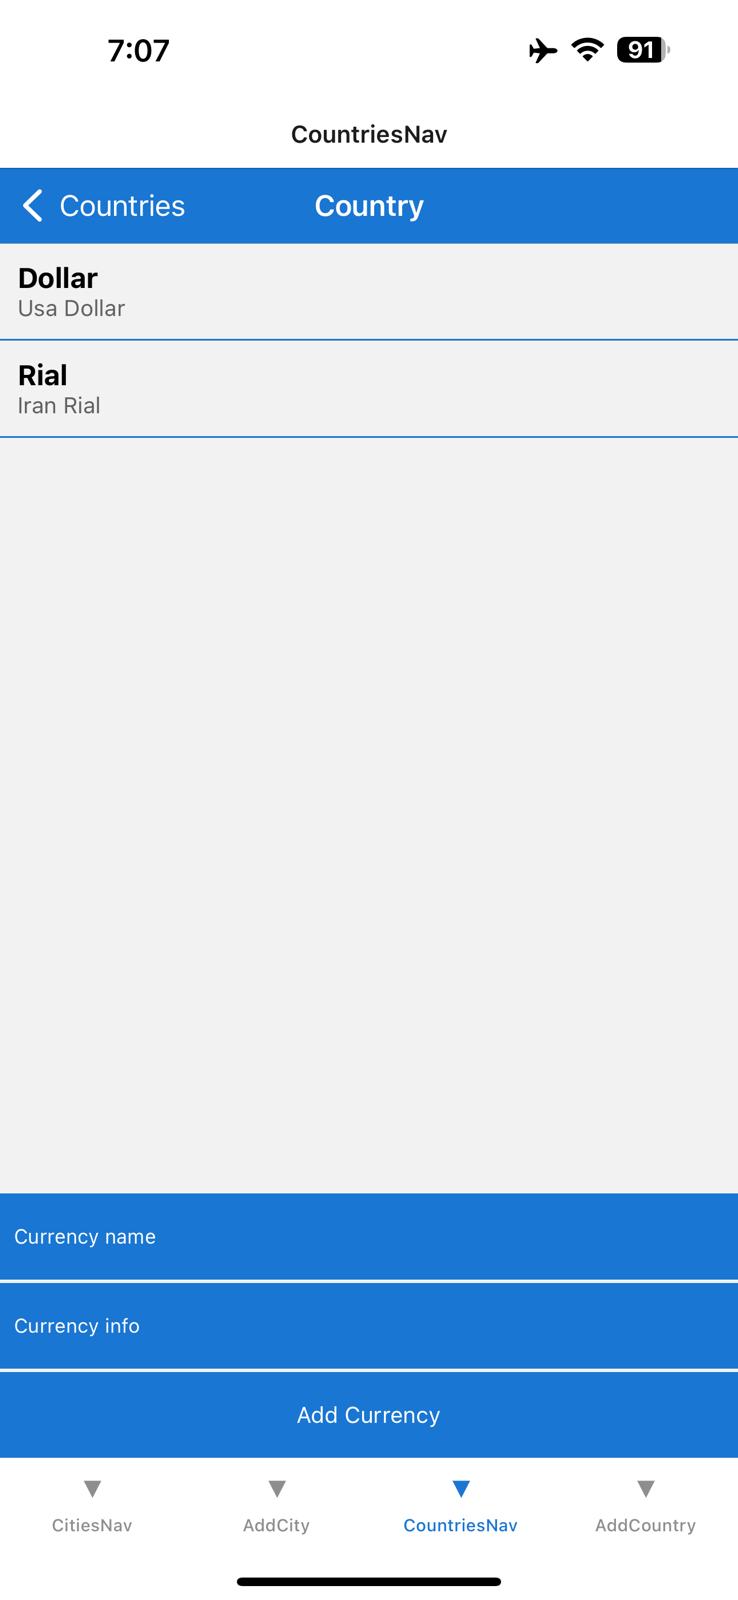 7:07
91
CountriesNav
Countries
Country
Dollar
Usa Dollar
Rial
Iran Rial
Currency name
Currency info
Add Currency
CitiesNav
AddCity
CountriesNav
AddCountry